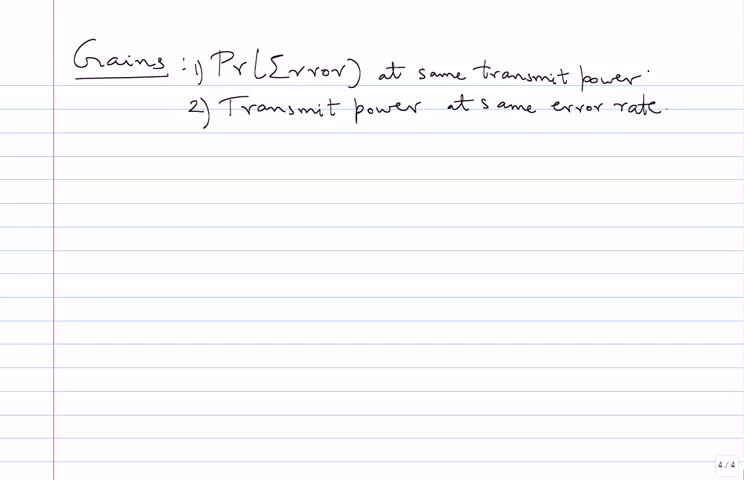 Gains : 1) Pr(Error) at same transmit power.
2) Transmit power at same error rate.
4/4